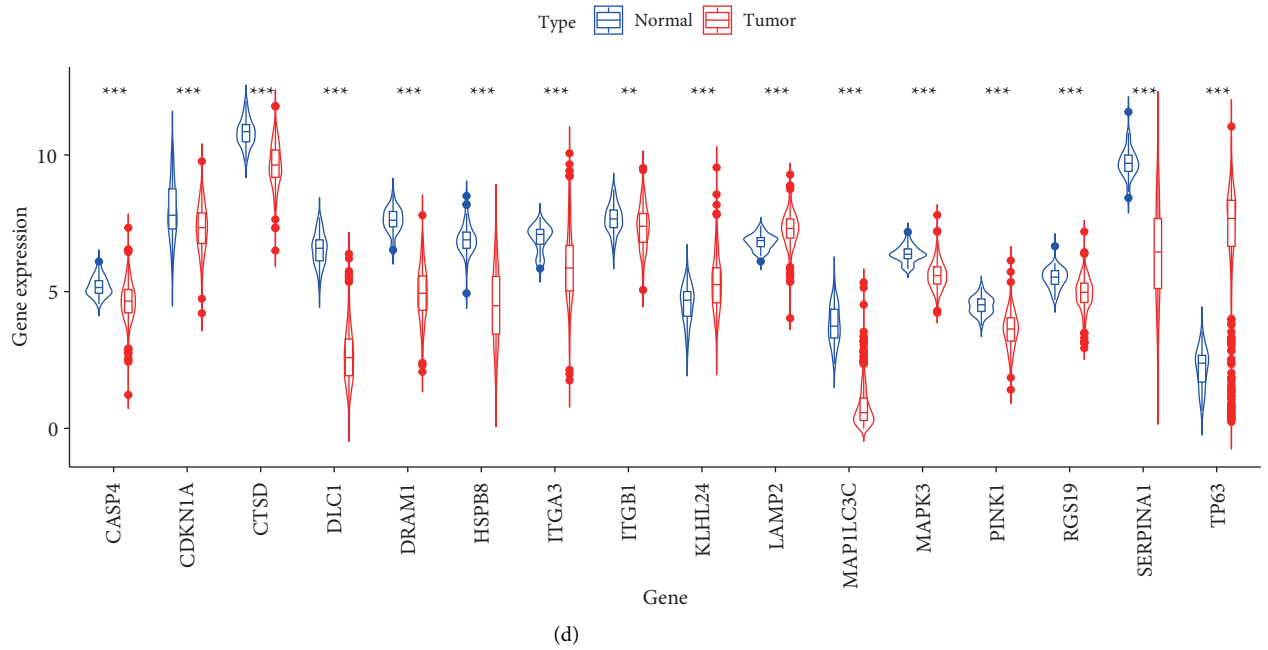 Type Normal Tumor
*** *** *** *** *** *** *** ** *** *** *** *** *** *** *** ***
10
5
0
Gene expression
CASP4
CDKN1A
CTSD
DLC1
DRAM1
HSPB8
ITGA3
ITGB1
KLHL24
LAMP2
MAP1LC3C
MAPK3
PINK1
RGS19
SERPINA1
TP63
Gene
(d)